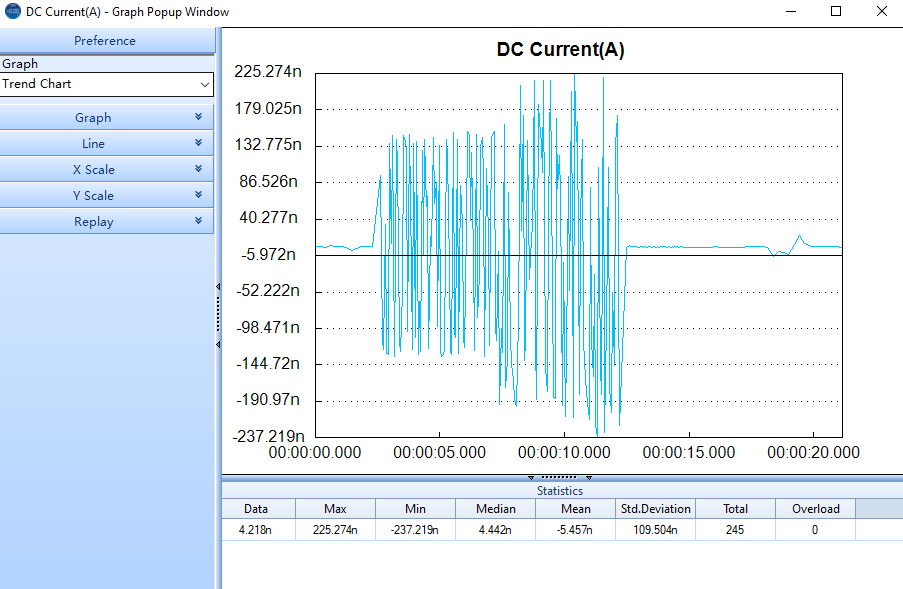 DC Current(A) - Graph Popup Window
Preference
Graph
Trend Chart
Graph
Line
X Scale
Y Scale
Replay
DC Current(A)
225.274n
179.025n
132.775n
86.526n
40.277n
-5.972n
-52.222n
-98.471n
-144.72n
-190.97n
-237.219n
00:00:00.000 00:00:05.000 00:00:10.000 00:00:15.000 00:00:20.000
Statistics
Data Max Min Median Mean Std.Deviation Total Overload
4.218n 225.274n -237.219n 4.442n -5.457n 109.504n 245 0